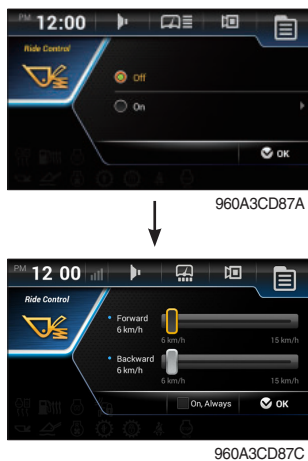 PM 12:00
Ride Control
Off
On
OK
960A3CD87A
PM 12 00
Ride Control
Forward
6 km/h
6 km/h 15 km/h
Backward
6 km/h
6 km/h 15 km/h
On, Always OK
960A3CD87C